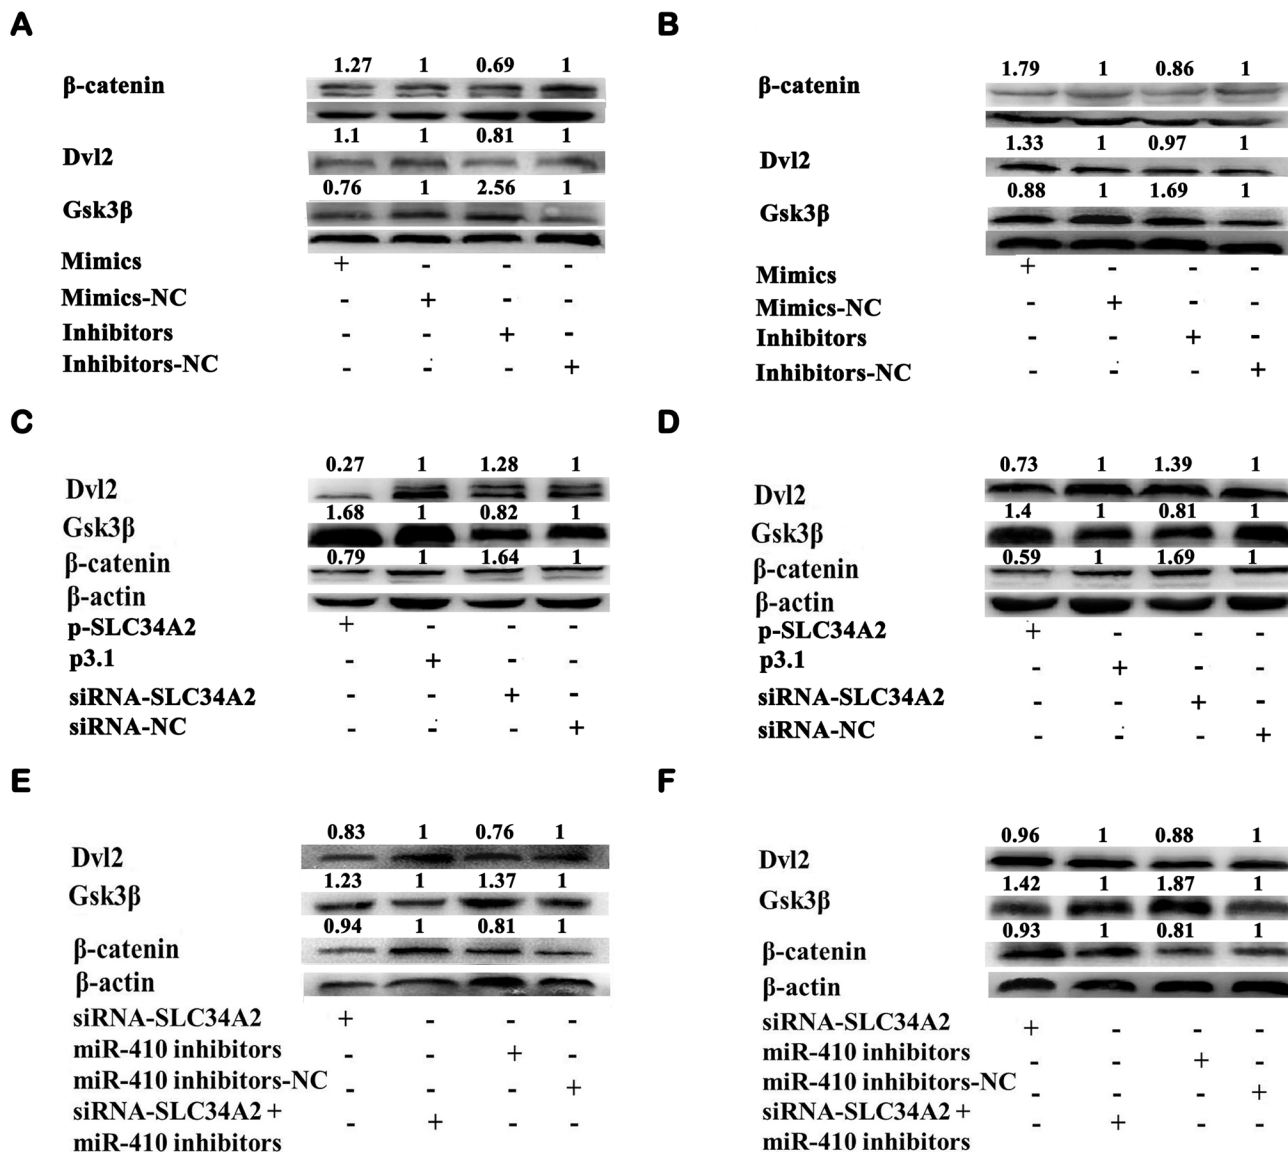 A
1.27 1 0.69 1
β-catenin
1.1 1 0.81 1
Dvl2
0.76 1 2.56 1
Gsk3β
Mimics + - - -
Mimics-NC - + - -
Inhibitors - - + -
Inhibitors-NC - - - +
B
1.79 1 0.86 1
β-catenin
1.33 1 0.97 1
Dvl2
0.88 1 1.69 1
Gsk3β
Mimics + - - -
Mimics-NC - + - -
Inhibitors - - + -
Inhibitors-NC - - - +
C
0.27 1 1.28 1
Dvl2
1.68 1 0.82 1
Gsk3β
0.79 1 1.64 1
β-catenin
β-actin
p-SLC34A2 + - - -
p3.1 - + - -
siRNA-SLC34A2 - - + -
siRNA-NC - - - +
D
0.73 1 1.39 1
Dvl2
1.4 1 0.81 1
Gsk3β
0.59 1 1.69 1
β-catenin
β-actin
p-SLC34A2 + - - -
p3.1 - + - -
siRNA-SLC34A2 - - + -
siRNA-NC - - - +
E
0.83 1 0.76 1
Dvl2
1.23 1 1.37 1
Gsk3β
0.94 1 0.81 1
β-catenin
β-actin
siRNA-SLC34A2 + - - -
miR-410 inhibitors - - + -
miR-410 inhibitors-NC - - - +
siRNA-SLC34A2 + - + - -
miR-410 inhibitors
F
0.96 1 0.88 1
Dvl2
1.42 1 1.87 1
Gsk3β
0.93 1 0.81 1
β-catenin
β-actin
siRNA-SLC34A2 + - - -
miR-410 inhibitors - - + -
miR-410 inhibitors-NC - - - +
siRNA-SLC34A2 + - + - -
miR-410 inhibitors